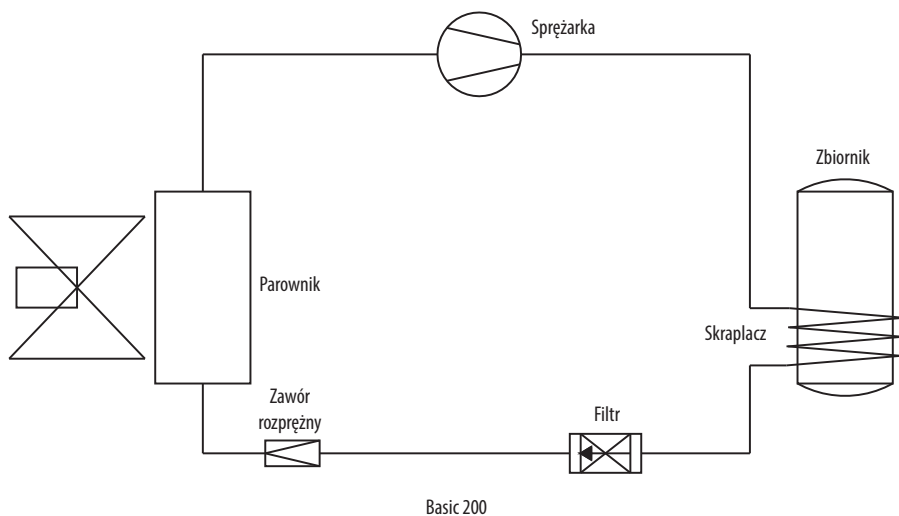 Sprężarka
Zbiornik
Parownik
Skraplacz
Zawór
rozprężny
Filtr
Basic 200